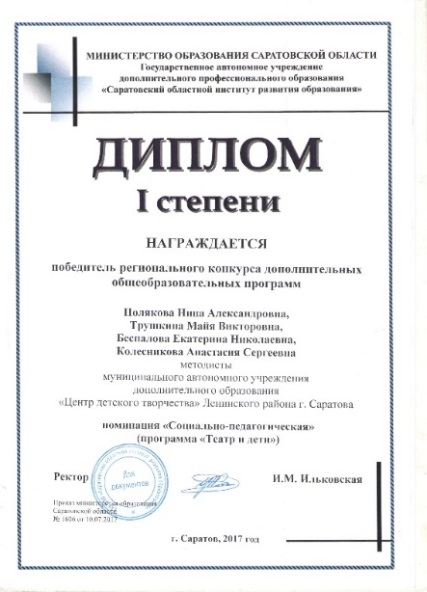 МИНИСТЕРСТВО ОБРАЗОВАНИЯ САРАТОВСКОЙ ОБЛАСТИ
Государственное автономное учреждение
дополнительного профессионального образования
«Саратовский областной институт развития образования»
ДИПЛОМ
I степени
НАГРАЖДАЕТСЯ
победитель регионального конкурса дополнительных
общеобразовательных программ
Полякова Нина Александровна,
Трушкина Майя Викторовна,
Беспалова Екатерина Николаевна,
Колесникова Анастасия Сергеевна
методисты
муниципального автономного учреждения
дополнительного образования
«Центр детского творчества» Ленинского района г. Саратова
номинация «Социально-педагогическая»
(программа «Театр и дети»)
Ректор
Для
документов
И.М. Ильковская
Приказ министерства образования
Саратовской области
№ 1606 от 10.07.2017
г. Саратов, 2017 год